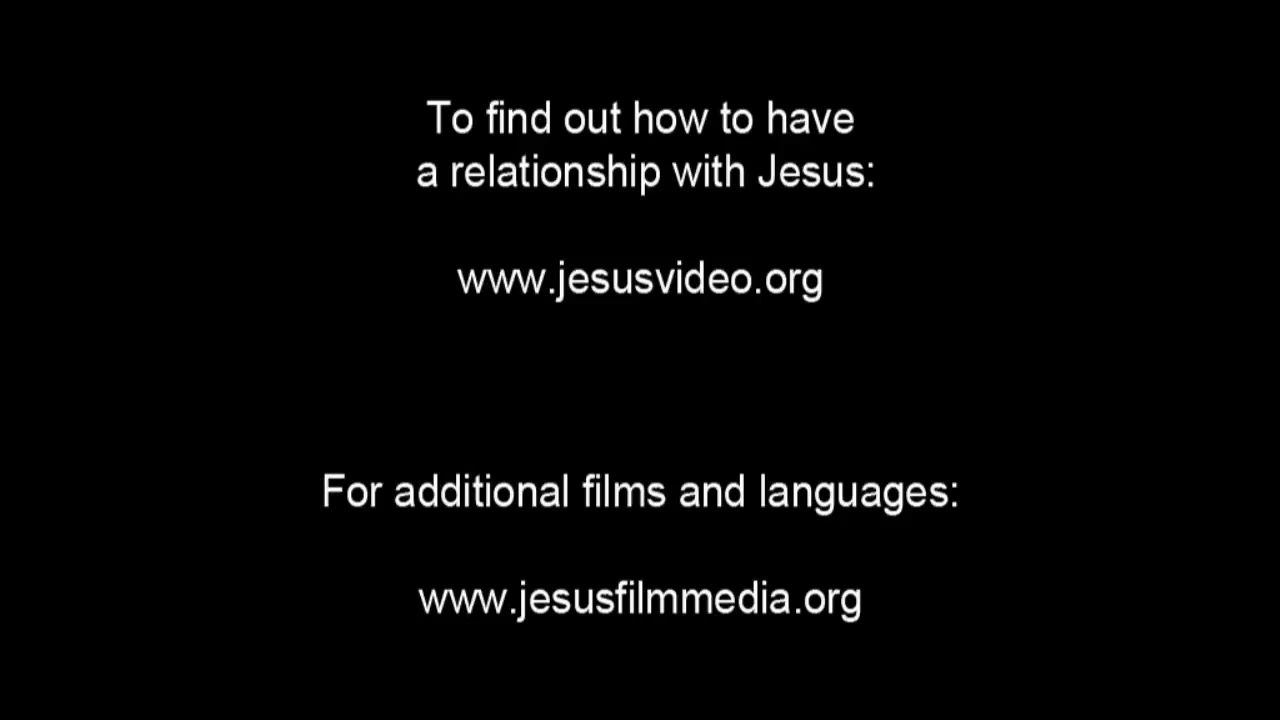 To find out how to have
a relationship with Jesus:
www.jesusvideo.org
For additional films and languages:
www.jesusfilmmedia.org